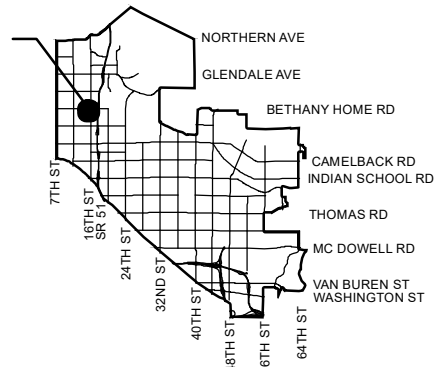 NORTHERN AVE
GLENDALE AVE
BETHANY HOME RD
CAMELBACK RD
INDIAN SCHOOL RD
THOMAS RD
MC DOWELL RD
VAN BUREN ST
WASHINGTON ST
7TH ST
16TH ST
SR 51
24TH ST
32ND ST
40TH ST
48TH ST
6TH ST
64TH ST